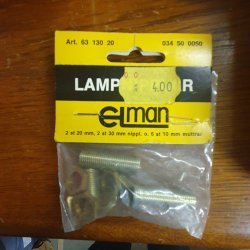 Art. 63 130 20 034 50 0050
LAMP R
4.00
elman
2 st 20 mm, 2 st 30 mm nippl. o. 6 st 10 mm muttrar